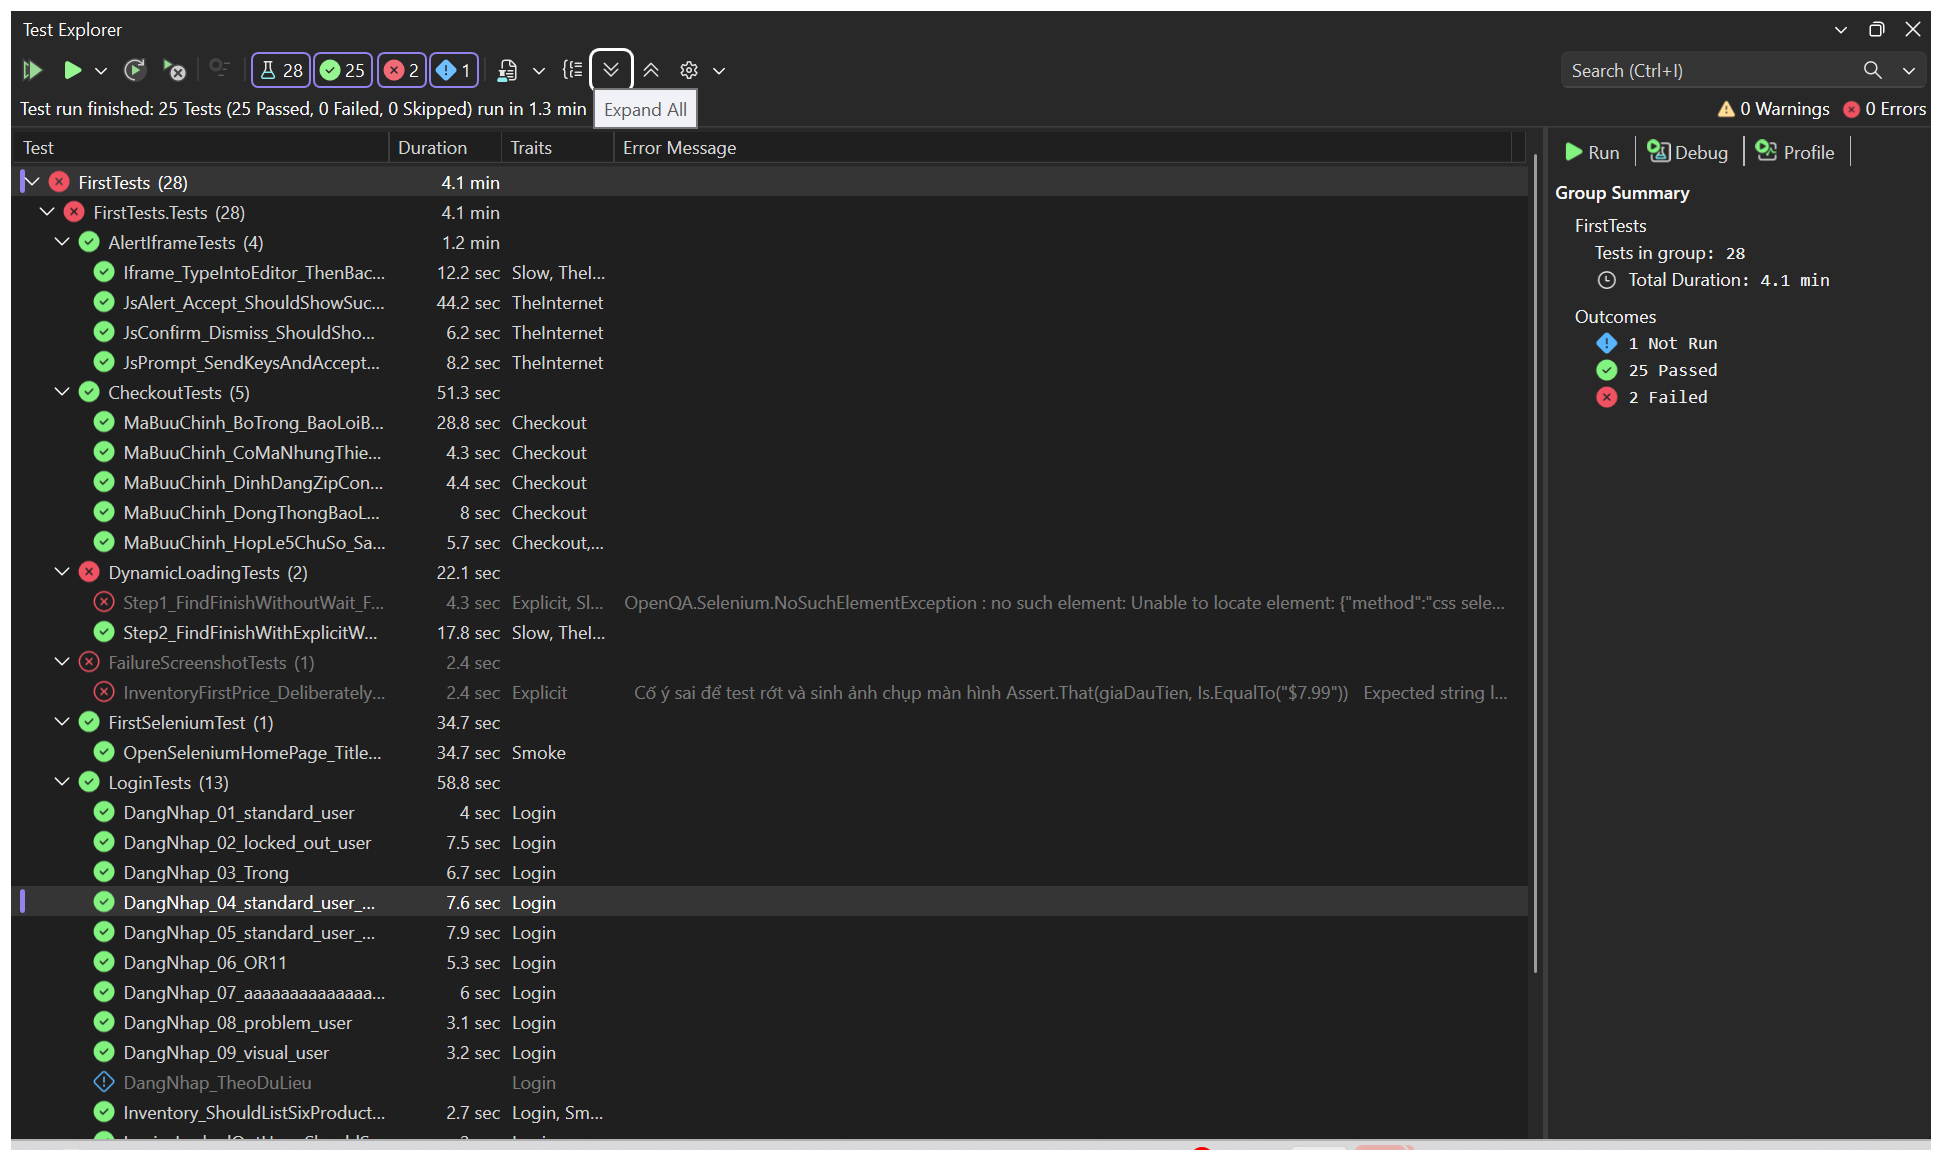 Test Explorer
28 25 2 1
Search (Ctrl+I)
Test run finished: 25 Tests (25 Passed, 0 Failed, 0 Skipped) run in 1.3 min
Expand All
0 Warnings 0 Errors
Test Duration Traits Error Message
FirstTests (28) 4.1 min
FirstTests.Tests (28) 4.1 min
AlertIframeTests (4) 1.2 min
Iframe_TypeIntoEditor_ThenBac... 12.2 sec Slow, TheI...
JsAlert_Accept_ShouldShowSuc... 44.2 sec TheInternet
JsConfirm_Dismiss_ShouldSho... 6.2 sec TheInternet
JsPrompt_SendKeysAndAccept... 8.2 sec TheInternet
CheckoutTests (5) 51.3 sec
MaBuuChinh_BoTrong_BaoLoiB... 28.8 sec Checkout
MaBuuChinh_CoMaNhungThie... 4.3 sec Checkout
MaBuuChinh_DinhDangZipCon... 4.4 sec Checkout
MaBuuChinh_DongThongBaoL... 8 sec Checkout
MaBuuChinh_HopLe5ChuSo_Sa... 5.7 sec Checkout,...
DynamicLoadingTests (2) 22.1 sec
Step1_FindFinishWithoutWait_F... 4.3 sec Explicit, Sl... OpenQA.Selenium.NoSuchElementException : no such element: Unable to locate element: {"method":"css sele...
Step2_FindFinishWithExplicitW... 17.8 sec Slow, TheI...
FailureScreenshotTests (1) 2.4 sec
InventoryFirstPrice_Deliberately... 2.4 sec Explicit Cố ý sai để test rớt và sinh ảnh chụp màn hình Assert.That(giaDauTien, Is.EqualTo("$7.99")) Expected string l...
FirstSeleniumTest (1) 34.7 sec
OpenSeleniumHomePage_Title... 34.7 sec Smoke
LoginTests (13) 58.8 sec
DangNhap_01_standard_user 4 sec Login
DangNhap_02_locked_out_user 7.5 sec Login
DangNhap_03_Trong 6.7 sec Login
DangNhap_04_standard_user_... 7.6 sec Login
DangNhap_05_standard_user_... 7.9 sec Login
DangNhap_06_OR11 5.3 sec Login
DangNhap_07_aaaaaaaaaaaaaa... 6 sec Login
DangNhap_08_problem_user 3.1 sec Login
DangNhap_09_visual_user 3.2 sec Login
DangNhap_TheoDuLieu Login
Inventory_ShouldListSixProduct... 2.7 sec Login, Sm...
Run Debug Profile
Group Summary
FirstTests
Tests in group: 28
Total Duration: 4.1 min
Outcomes
1 Not Run
25 Passed
2 Failed